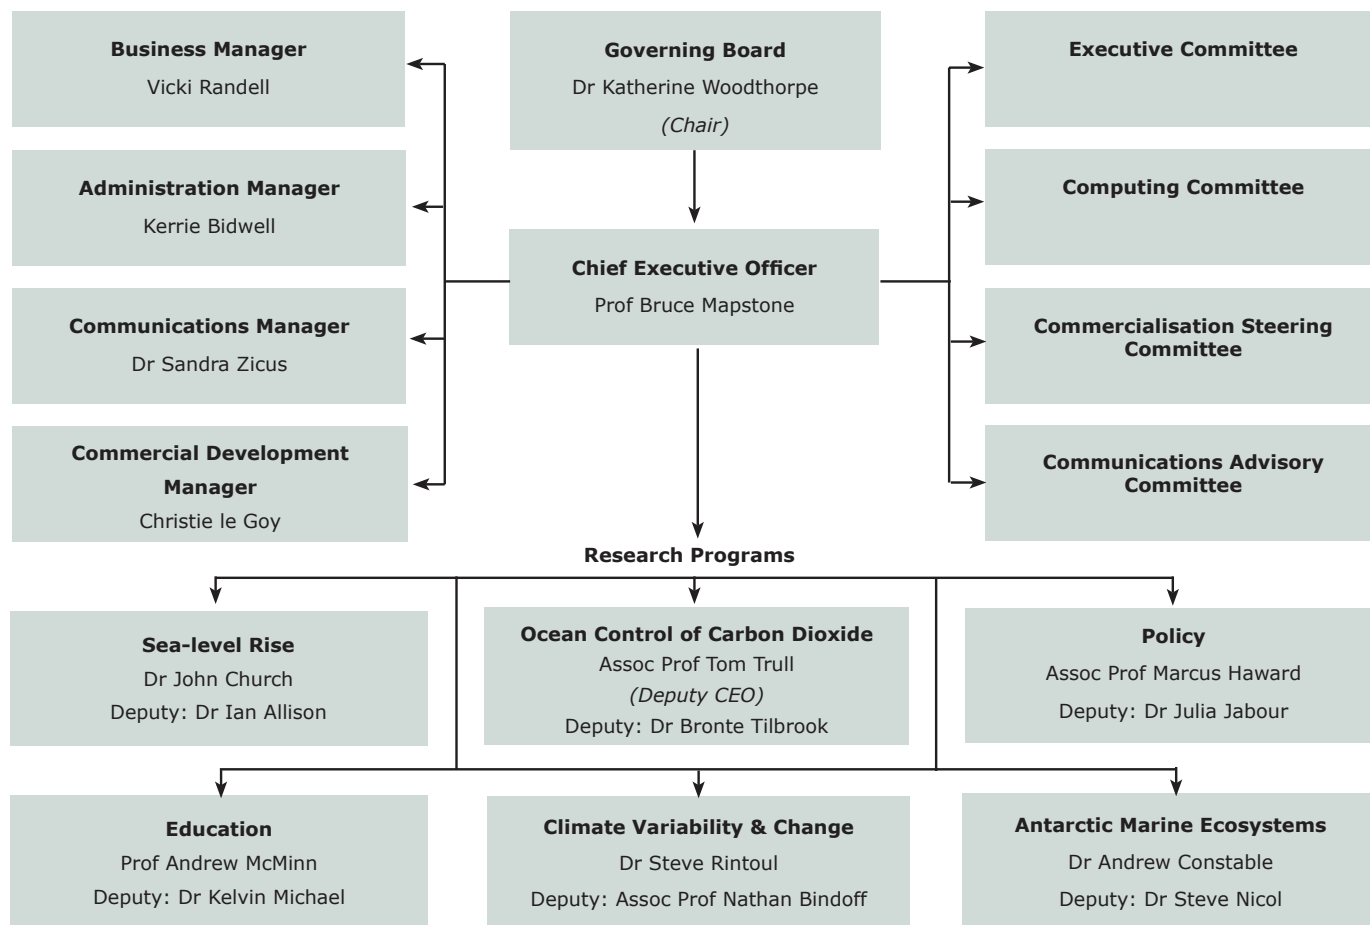 Business Manager
Vicki Randell
Governing Board
Dr Katherine Woodthorpe
(Chair)
Executive Committee
Administration Manager
Kerrie Bidwell
Computing Committee
Chief Executive Officer
Prof Bruce Mapstone
Communications Manager
Dr Sandra Zicus
Commercialisation Steering
Committee
Commercial Development
Manager
Christie le Goy
Communications Advisory
Committee
Research Programs
Sea-level Rise
Dr John Church
Deputy: Dr Ian Allison
Ocean Control of Carbon Dioxide
Assoc Prof Tom Trull
(Deputy CEO)
Deputy: Dr Bronte Tilbrook
Policy
Assoc Prof Marcus Haward
Deputy: Dr Julia Jabour
Education
Prof Andrew McMinn
Deputy: Dr Kelvin Michael
Climate Variability & Change
Dr Steve Rintoul
Deputy: Assoc Prof Nathan Bindoff
Antarctic Marine Ecosystems
Dr Andrew Constable
Deputy: Dr Steve Nicol